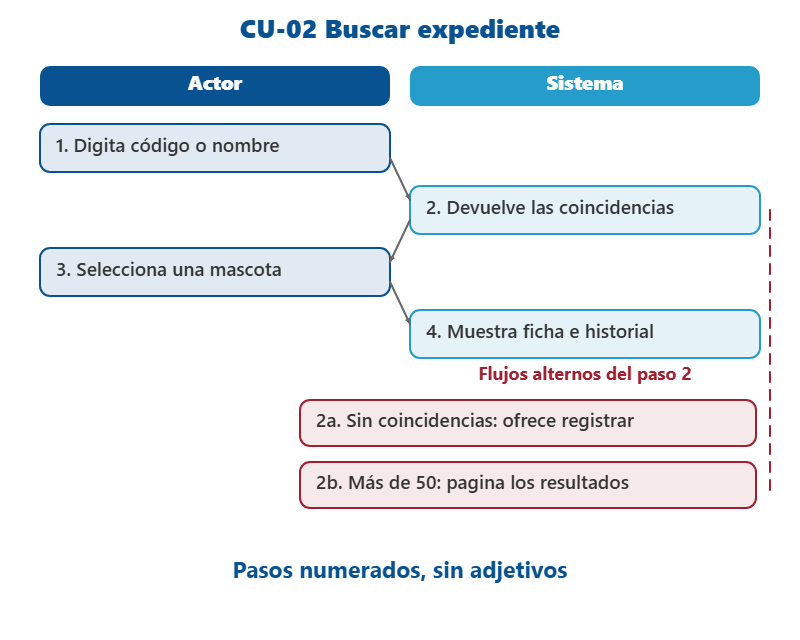 CU-02 Buscar expediente
Actor
Sistema
1. Digita código o nombre
2. Devuelve las coincidencias
3. Selecciona una mascota
4. Muestra ficha e historial
Flujos alternos del paso 2
2a. Sin coincidencias: ofrece registrar
2b. Más de 50: pagina los resultados
Pasos numerados, sin adjetivos